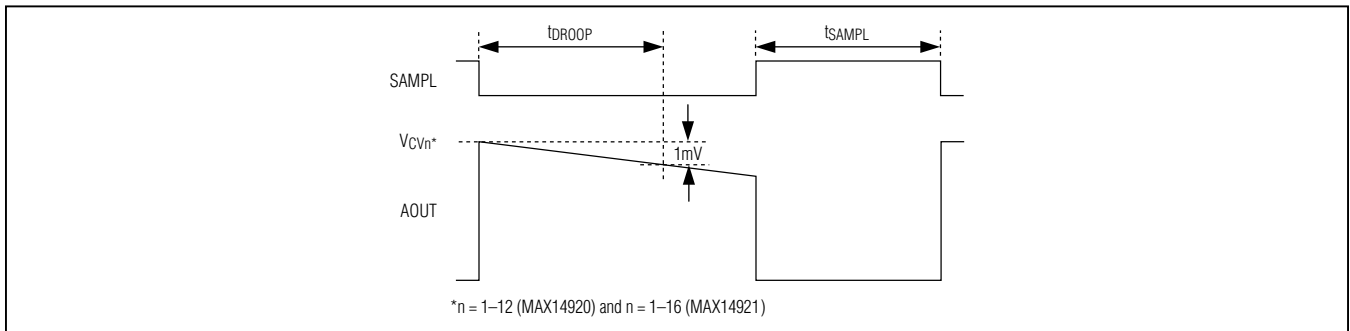 tDROOP tSAMPL
SAMPL
VCVn*
1mV
AOUT
*n = 1–12 (MAX14920) and n = 1–16 (MAX14921)